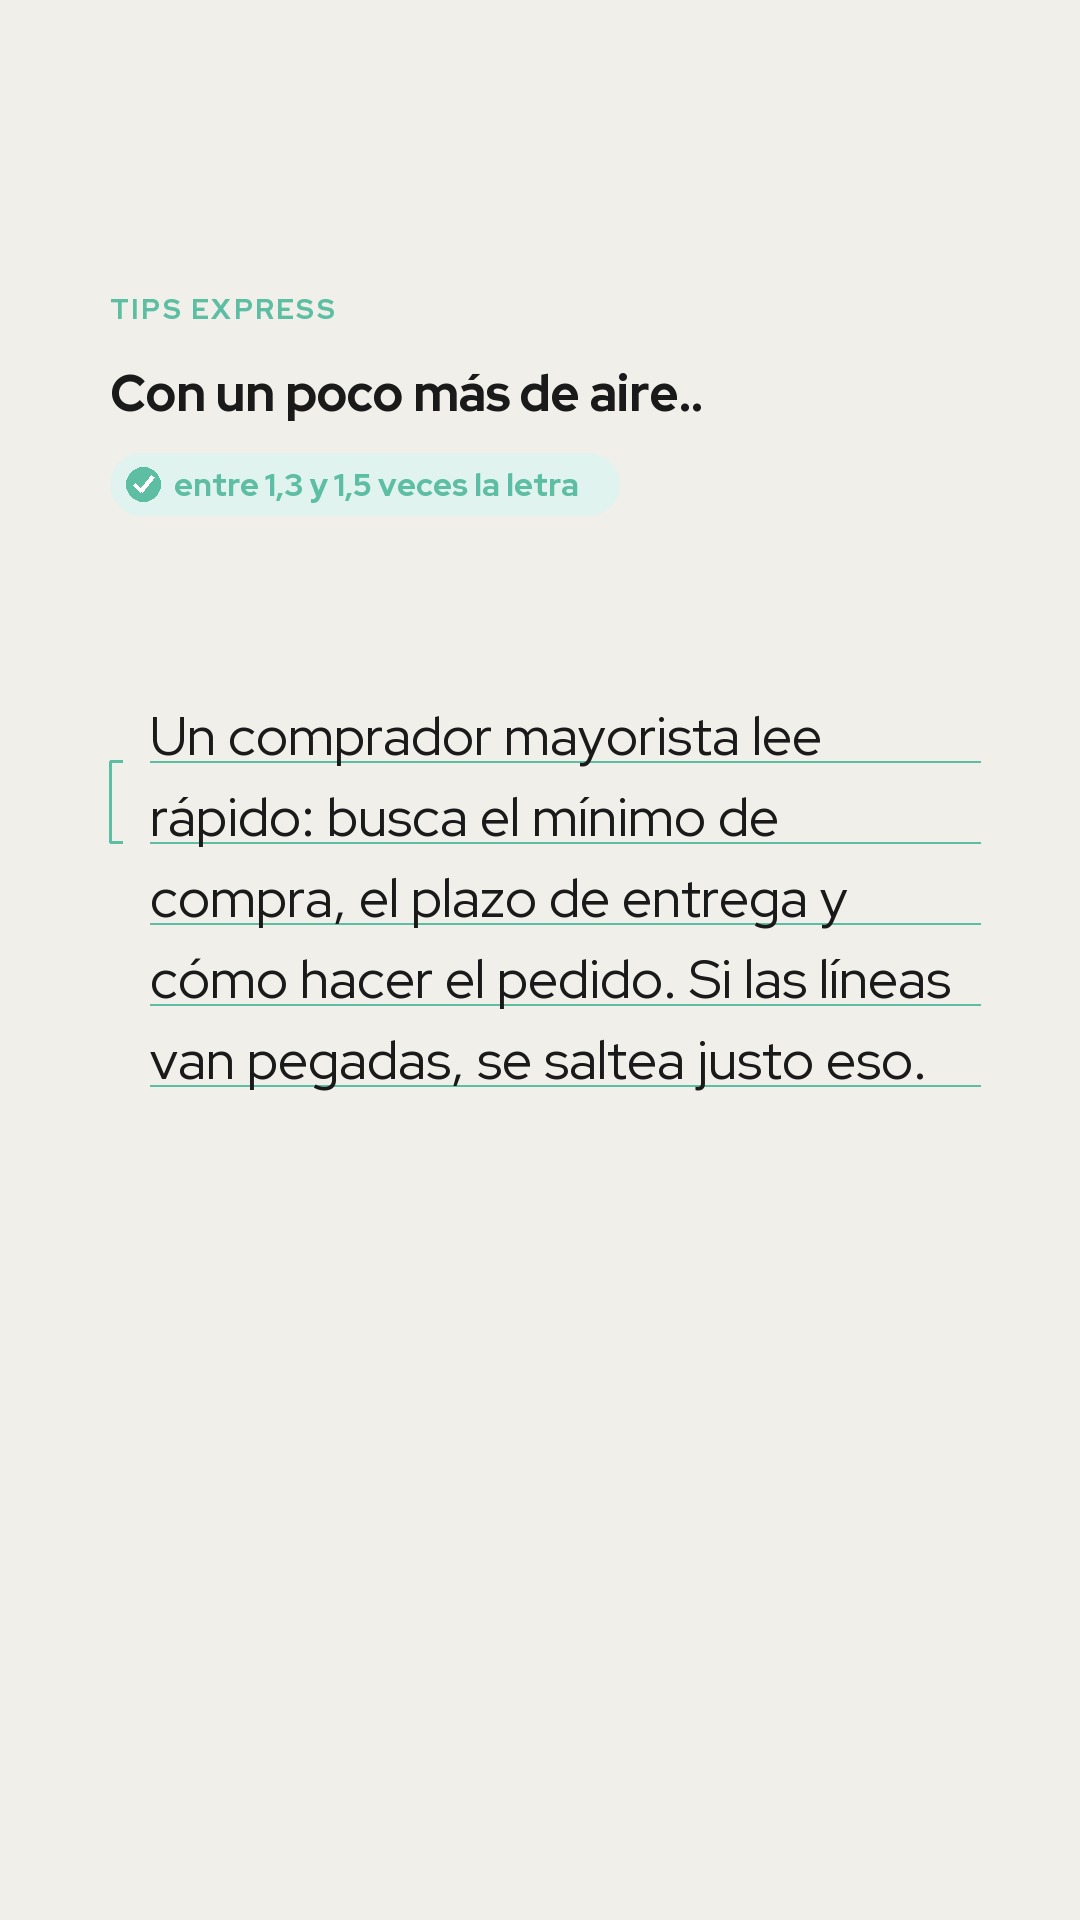 TIPS EXPRESS
Con un poco más de aire..
entre 1,3 y 1,5 veces la letra
Un comprador mayorista lee
rápido: busca el mínimo de
compra, el plazo de entrega y
cómo hacer el pedido. Si las líneas
van pegadas, se saltea justo eso.